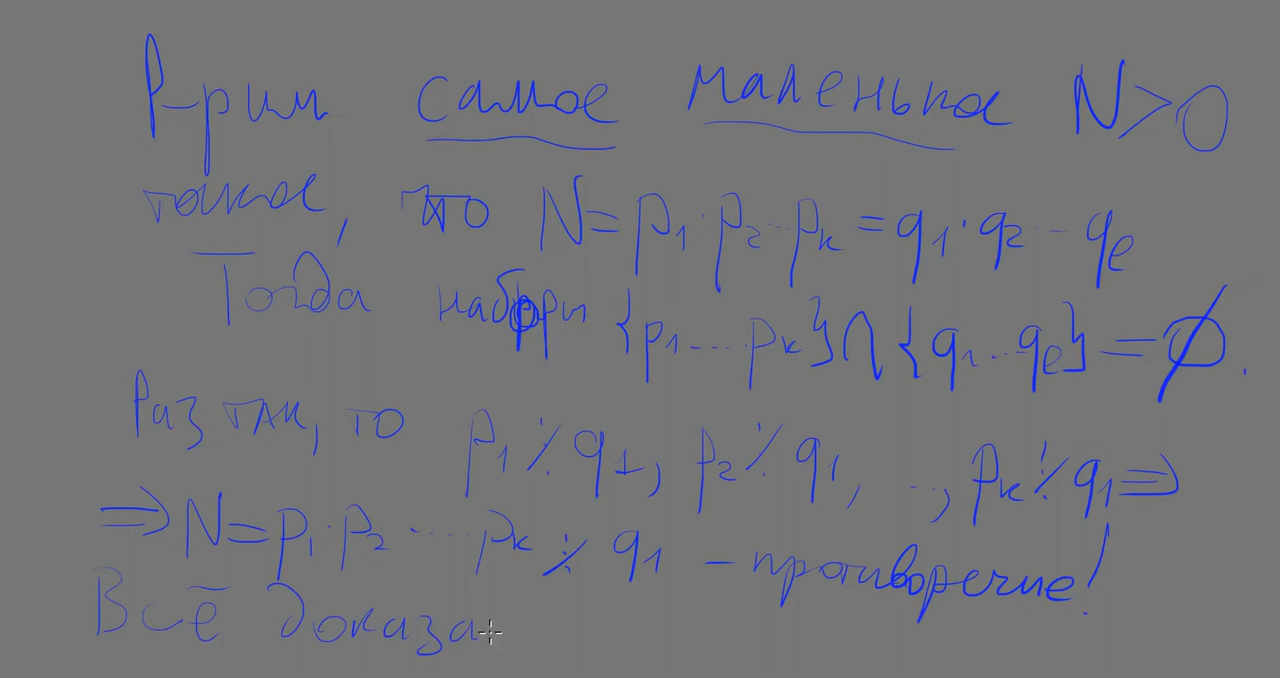 Р-рим самое маленькое N>0
такое, что N=p₁·p₂...pₖ=q₁·q₂...qₑ
Тогда наборы {p₁....pₖ}∩{q₁...qₑ}=∅.
Раз так, то p₁⋮̸q₁, p₂⋮̸q₁, ..., pₖ⋮̸q₁⇒
⇒N=p₁·p₂....pₖ⋮̸q₁ - противоречие!
Всё доказа